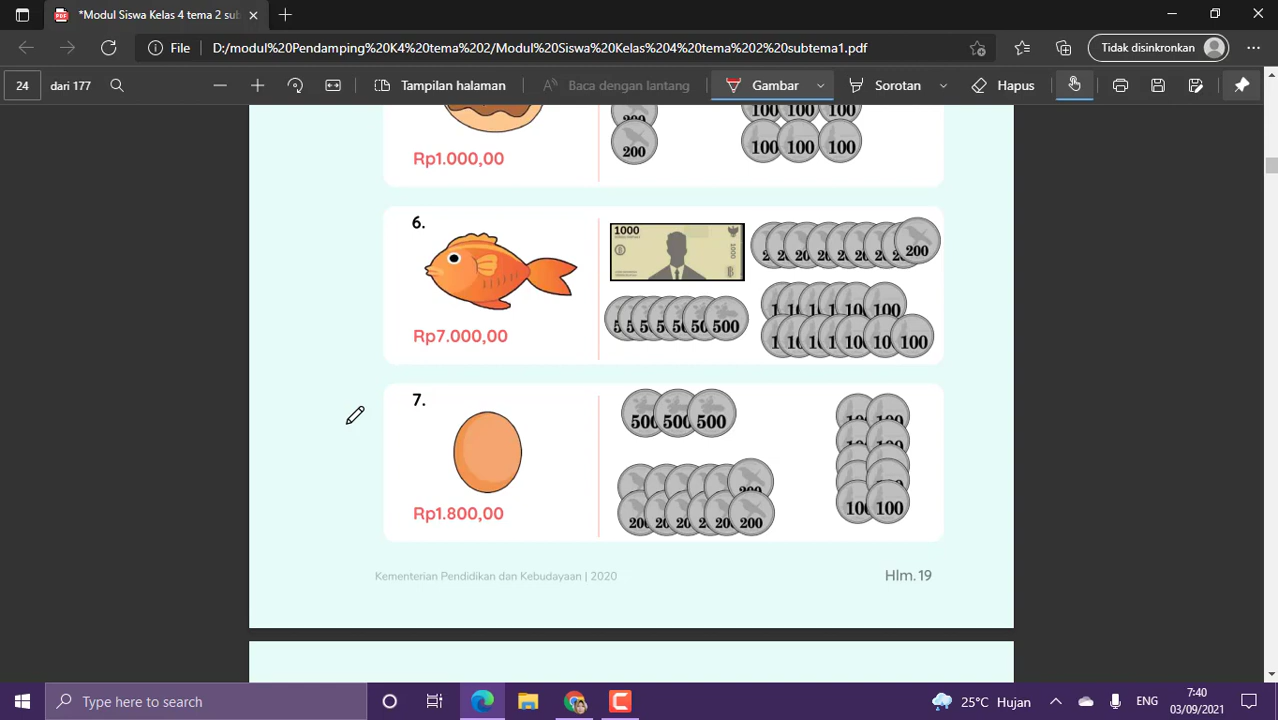 *Modul Siswa Kelas 4 tema 2 sub
File
D:/modul%20Pendamping%20K4%20tema%202/Modul%20Siswa%20Kelas%204%20tema%202%20subtema1.pdf
Tidak disinkronkan
24 dari 177
Tampilan halaman
Baca dengan lantang
Gambar
Sorotan
Hapus
200
100 100 100
200
100 100 100
Rp1.000,00
6.
1000
1000
200
500
100
100
Rp7.000,00
7.
500 500 500
200
200
100
Rp1.800,00
Kementerian Pendidikan dan Kebudayaan | 2020
Hlm. 19
Type here to search
25°C Hujan
ENG
7:40
03/09/2021